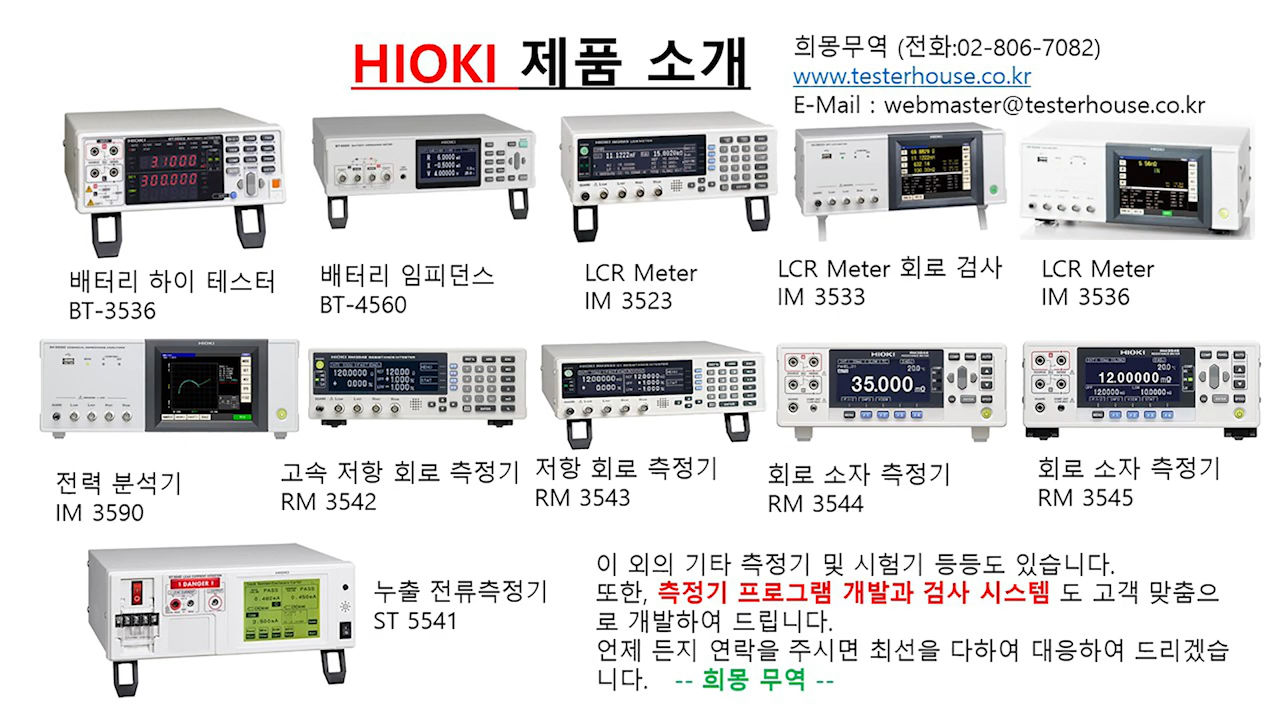 HIOKI 제품 소개
희몽무역 (전화:02-806-7082)
www.testerhouse.co.kr
E-Mail : webmaster@testerhouse.co.kr
배터리 하이 테스터
BT-3536
배터리 임피던스
BT-4560
LCR Meter
IM 3523
LCR Meter 회로 검사
IM 3533
LCR Meter
IM 3536
HIOKI
35.000 mΩ
HIOKI
12.00000 mΩ
전력 분석기
IM 3590
고속 저항 회로 측정기
RM 3542
저항 회로 측정기
RM 3543
회로 소자 측정기
RM 3544
회로 소자 측정기
RM 3545
! DANGER !
누출 전류측정기
ST 5541
이 외의 기타 측정기 및 시험기 등등도 있습니다.
또한, 측정기 프로그램 개발과 검사 시스템 도 고객 맞춤으
로 개발하여 드립니다.
언제 든지 연락을 주시면 최선을 다하여 대응하여 드리겠습
니다. -- 희몽 무역 --